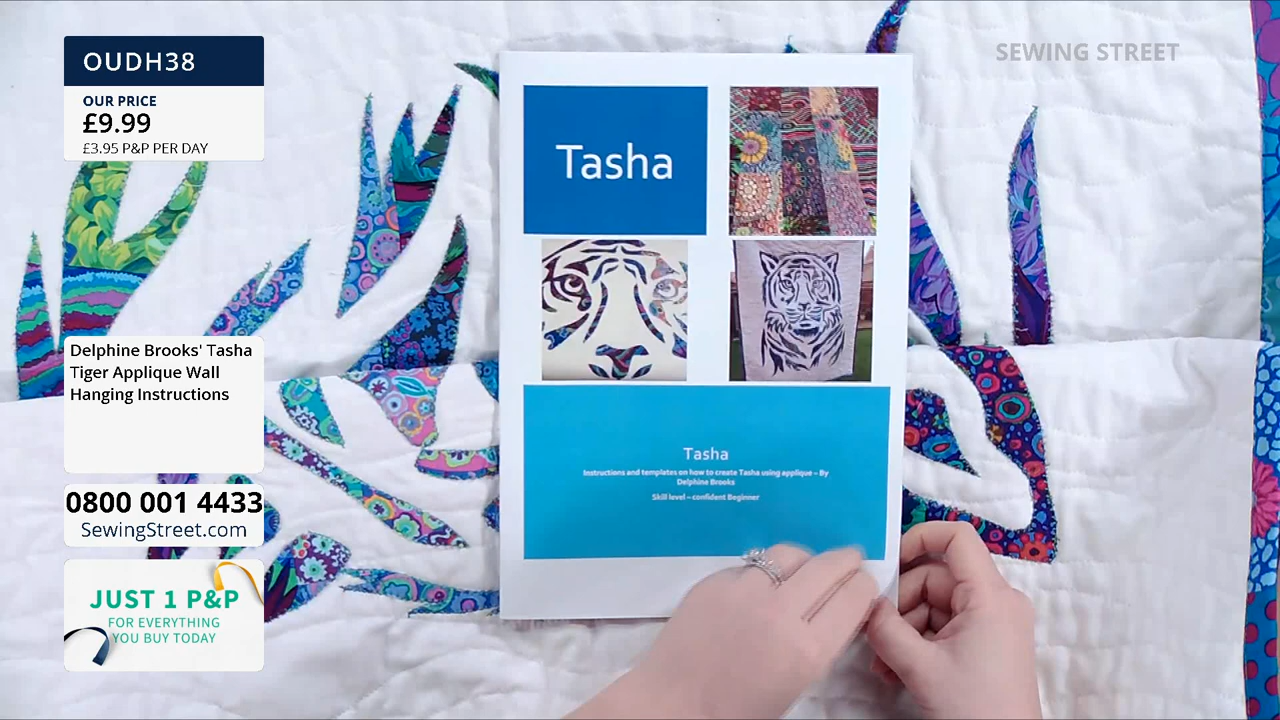 OUDH38
OUR PRICE
£9.99
£3.95 P&P PER DAY
Delphine Brooks' Tasha
Tiger Applique Wall
Hanging Instructions
0800 001 4433
SewingStreet.com
JUST 1 P&P
FOR EVERYTHING
YOU BUY TODAY
SEWING STREET
Tasha
Tasha
Instructions and templates on how to create Tasha using applique – By
Delphine Brooks
Skill level – confident Beginner